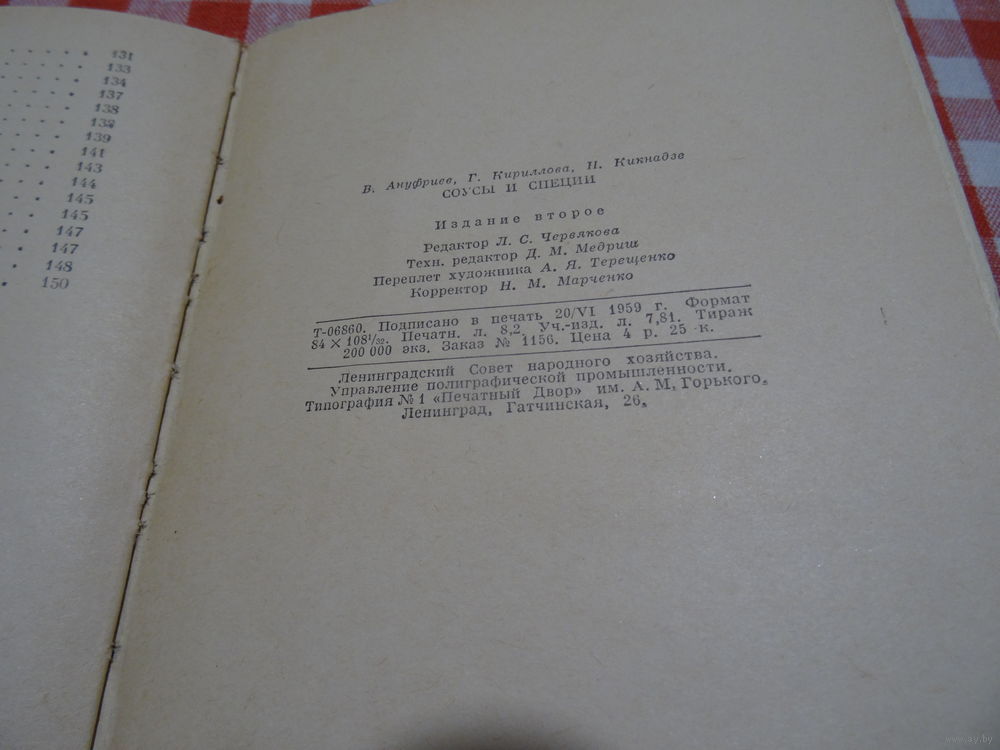 131
133
134
137
138
138
139
141
143
144
145
145
147
147
148
150
В. Ануфриев, Г. Кириллова, Н. Кикнадзе
СОУСЫ И СПЕЦИИ
Издание второе
Редактор Л. С. Червякова
Техн. редактор Д. М. Медриш
Переплет художника А. Я. Терещенко
Корректор Н. М. Марченко
Т-06860. Подписано в печать 20/VI 1959 г. Формат
84 × 108¹/₃₂. Печатн. л. 8,2. Уч.-изд. л. 7,81. Тираж
200 000 экз. Заказ № 1156. Цена 4 р. 25 к.
Ленинградский Совет народного хозяйства.
Управление полиграфической промышленности.
Типография № 1 «Печатный Двор» им. А. М. Горького.
Ленинград, Гатчинская, 26.
www.ay.by